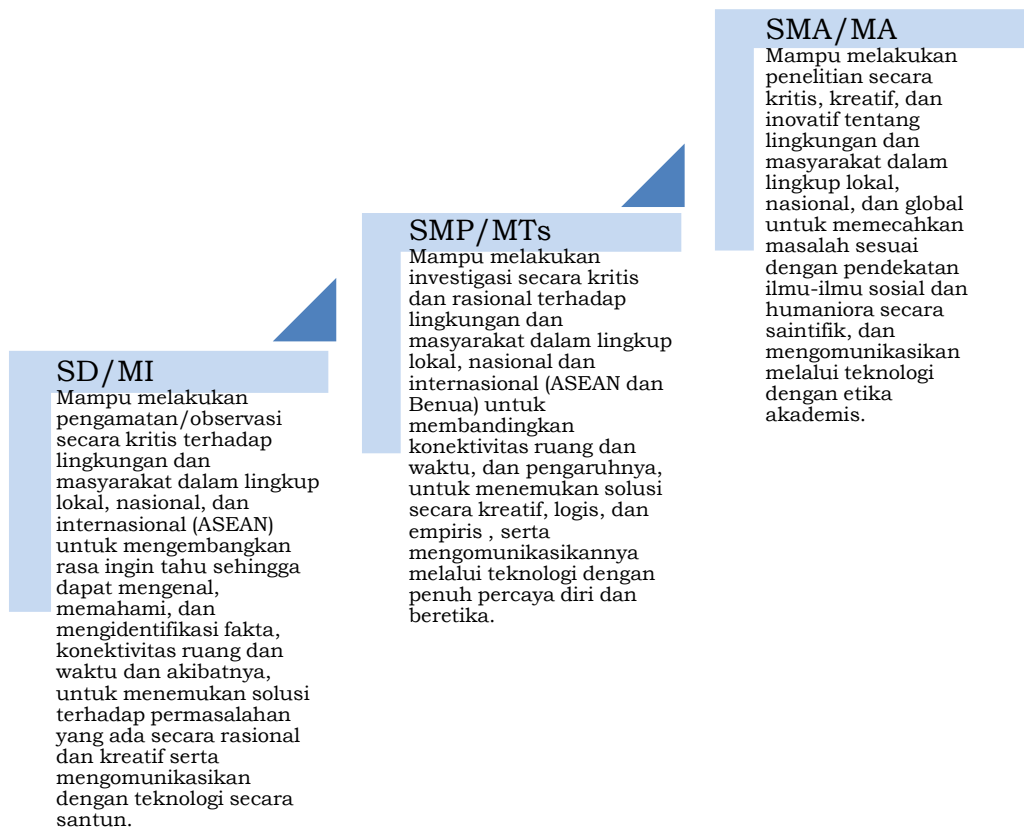 SD/MI
Mampu melakukan
pengamatan/observasi
secara kritis terhadap
lingkungan dan
masyarakat dalam lingkup
lokal, nasional, dan
internasional (ASEAN)
untuk mengembangkan
rasa ingin tahu sehingga
dapat mengenal,
memahami, dan
mengidentifikasi fakta,
konektivitas ruang dan
waktu dan akibatnya,
untuk menemukan solusi
terhadap permasalahan
yang ada secara rasional
dan kreatif serta
mengomunikasikan
dengan teknologi secara
santun.
SMP/MTs
Mampu melakukan
investigasi secara kritis
dan rasional terhadap
lingkungan dan
masyarakat dalam lingkup
lokal, nasional dan
internasional (ASEAN dan
Benua) untuk
membandingkan
konektivitas ruang dan
waktu, dan pengaruhnya,
untuk menemukan solusi
secara kreatif, logis, dan
empiris , serta
mengomunikasikannya
melalui teknologi dengan
penuh percaya diri dan
beretika.
SMA/MA
Mampu melakukan
penelitian secara
kritis, kreatif, dan
inovatif tentang
lingkungan dan
masyarakat dalam
lingkup lokal,
nasional, dan global
untuk memecahkan
masalah sesuai
dengan pendekatan
ilmu-ilmu sosial dan
humaniora secara
saintifik, dan
mengomunikasikan
melalui teknologi
dengan etika
akademis.